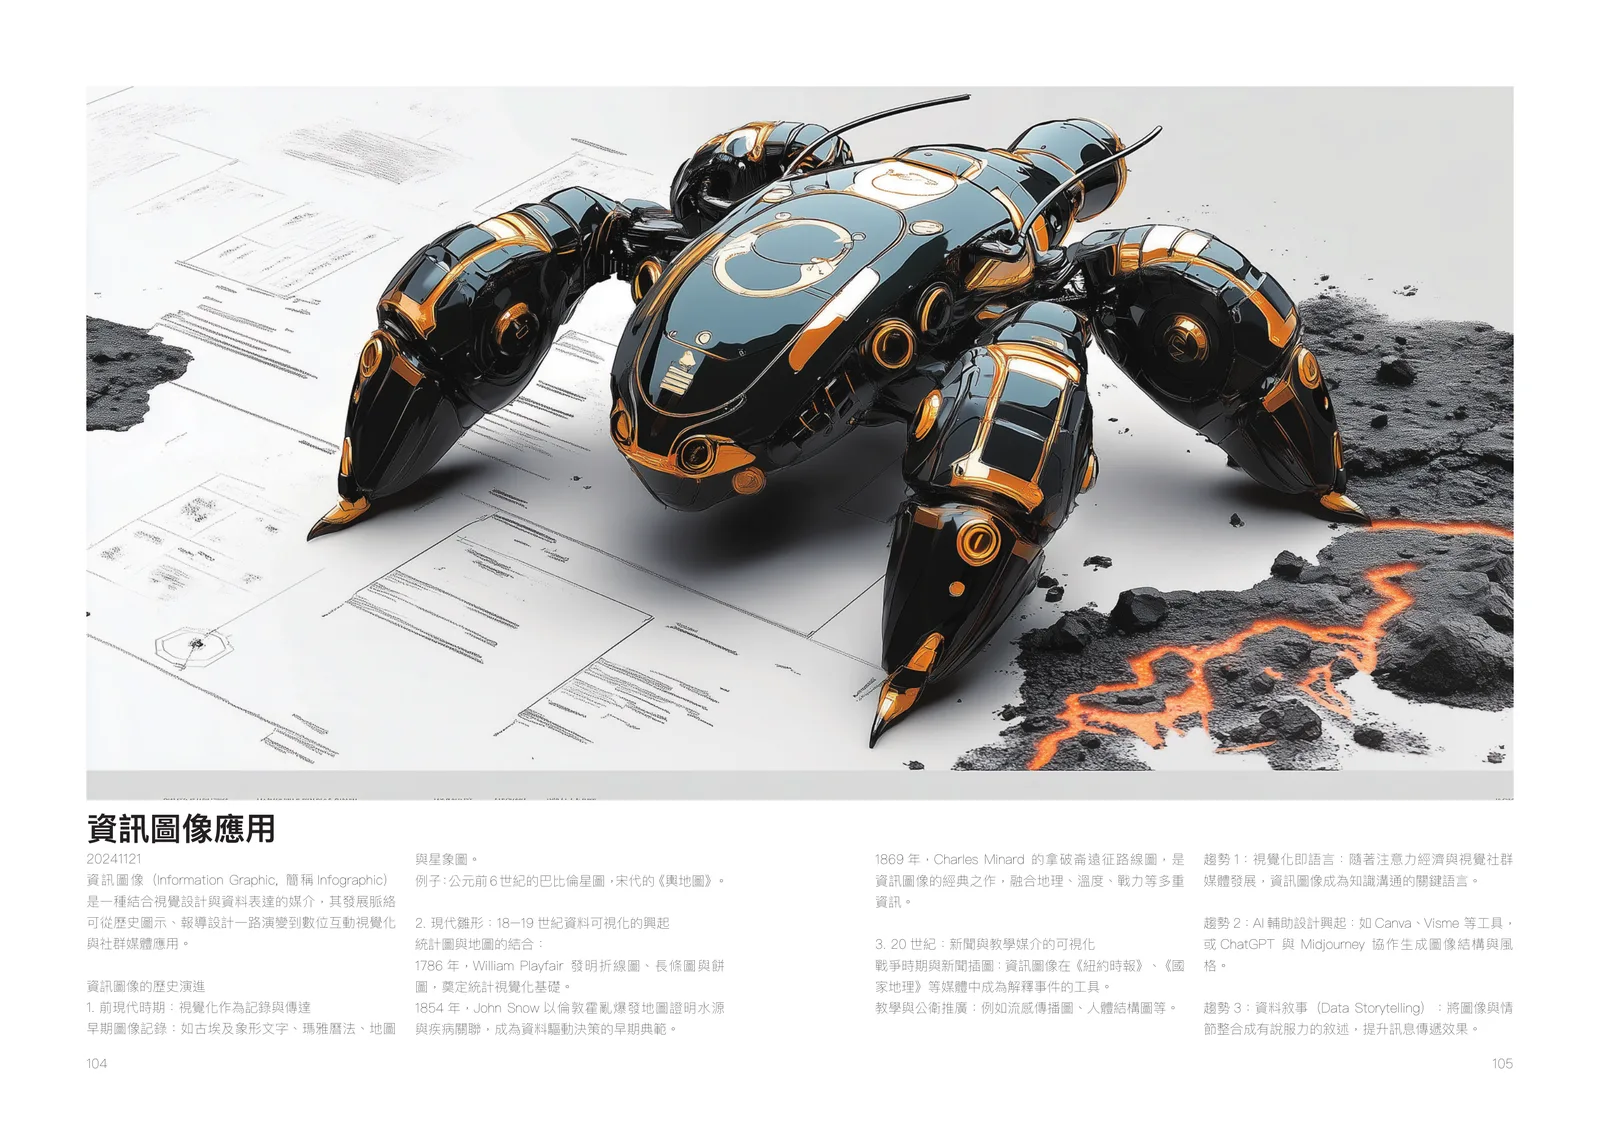 資訊圖像應用
20241121
資訊圖像（Information Graphic, 簡稱 Infographic）
是一種結合視覺設計與資料表達的媒介，其發展脈絡
可從歷史圖示、報導設計一路演變到數位互動視覺化
與社群媒體應用。
資訊圖像的歷史演進
1. 前現代時期：視覺化作為記錄與傳達
早期圖像記錄：如古埃及象形文字、瑪雅曆法、地圖
與星象圖。
例子：公元前6世紀的巴比倫星圖，宋代的《輿地圖》。
2. 現代雛形：18–19 世紀資料可視化的興起
統計圖與地圖的結合：
1786 年，William Playfair 發明折線圖、長條圖與餅
圖，奠定統計視覺化基礎。
1854 年，John Snow 以倫敦霍亂爆發地圖證明水源
與疾病關聯，成為資料驅動決策的早期典範。
1869 年，Charles Minard 的拿破崙遠征路線圖，是
資訊圖像的經典之作，融合地理、溫度、戰力等多重
資訊。
3. 20 世紀：新聞與教學媒介的可視化
戰爭時期與新聞插圖：資訊圖像在《紐約時報》、《國
家地理》等媒體中成為解釋事件的工具。
教學與公衛推廣：例如流感傳播圖、人體結構圖等。
趨勢 1：視覺化即語言：隨著注意力經濟與視覺社群
媒體發展，資訊圖像成為知識溝通的關鍵語言。
趨勢 2：AI 輔助設計興起：如 Canva、Visme 等工具，
或 ChatGPT 與 Midjourney 協作生成圖像結構與風
格。
趨勢 3：資料敘事（Data Storytelling）：將圖像與情
節整合成有說服力的敘述，提升訊息傳遞效果。
104
105